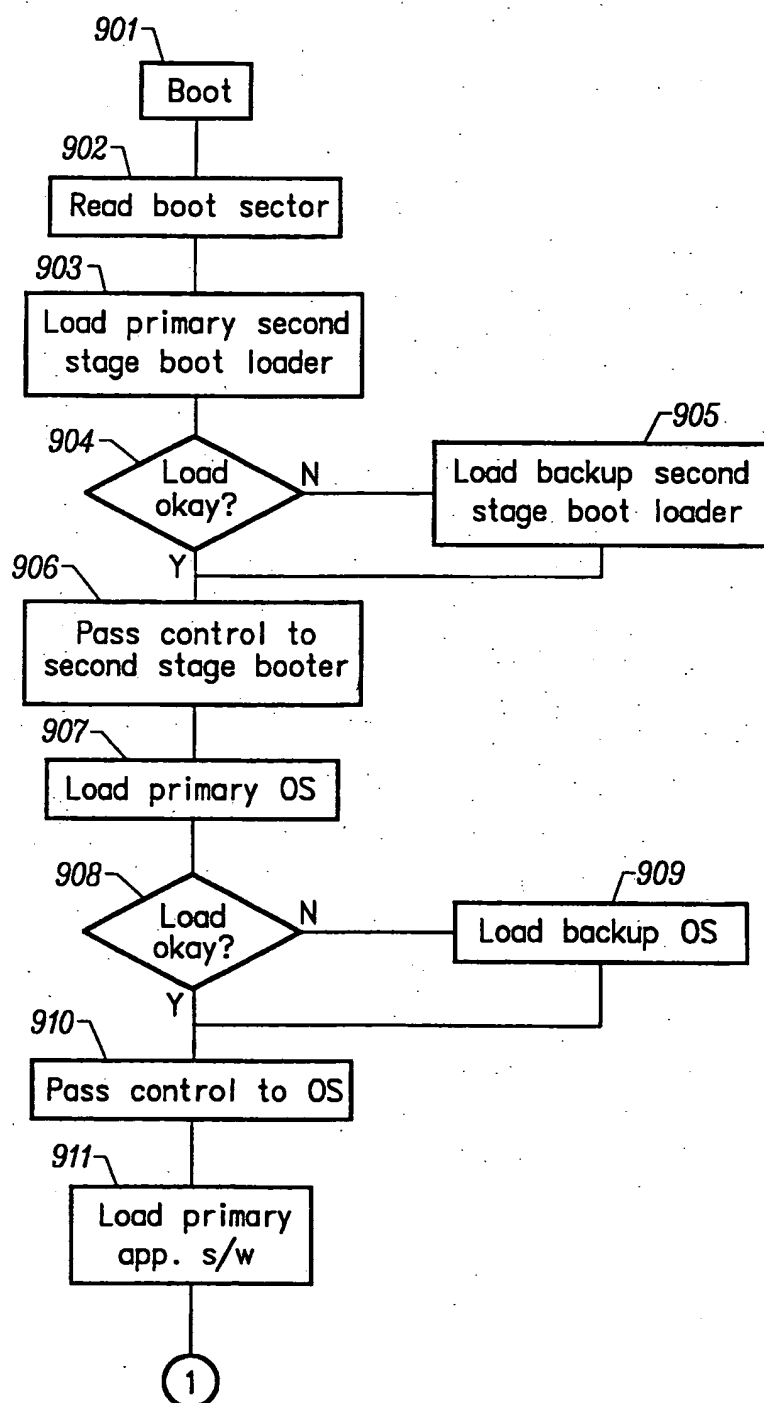 901
Boot
902
Read boot sector
903
Load primary second
stage boot loader
904
Load
okay?
N
905
Load backup second
stage boot loader
Y
906
Pass control to
second stage booter
907
Load primary OS
908
Load
okay?
N
909
Load backup OS
Y
910
Pass control to OS
911
Load primary
app. s/w
1